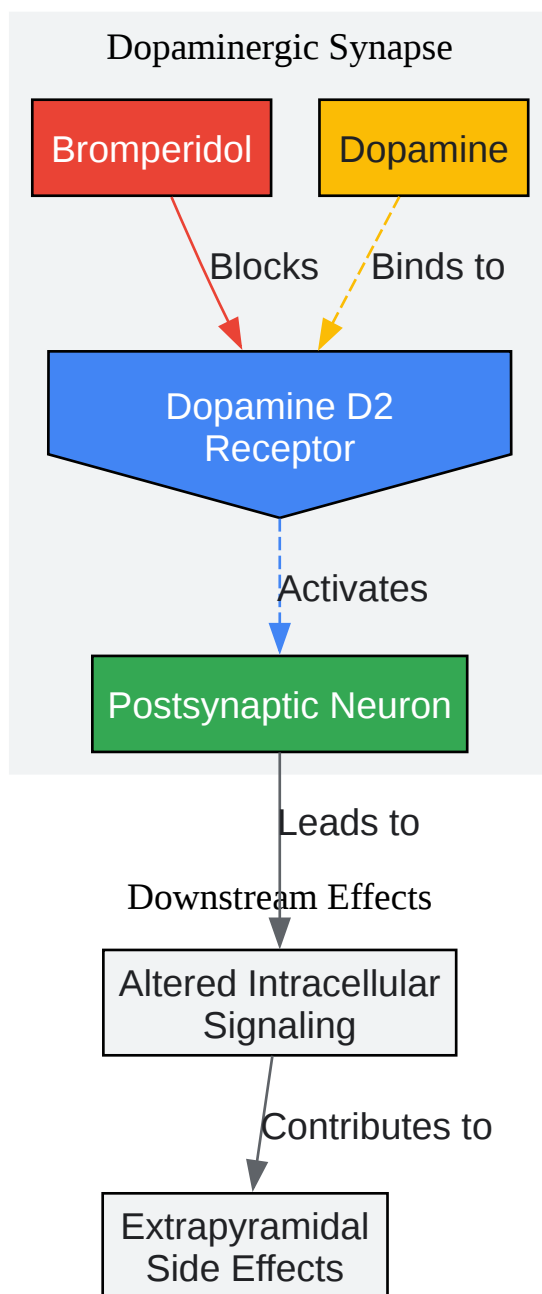 Dopaminergic Synapse
Bromperidol
Dopamine
Blocks
Binds to
Dopamine D2
Receptor
Activates
Postsynaptic Neuron
Leads to
Downstream Effects
Altered Intracellular
Signaling
Contributes to
Extrapyramidal
Side Effects